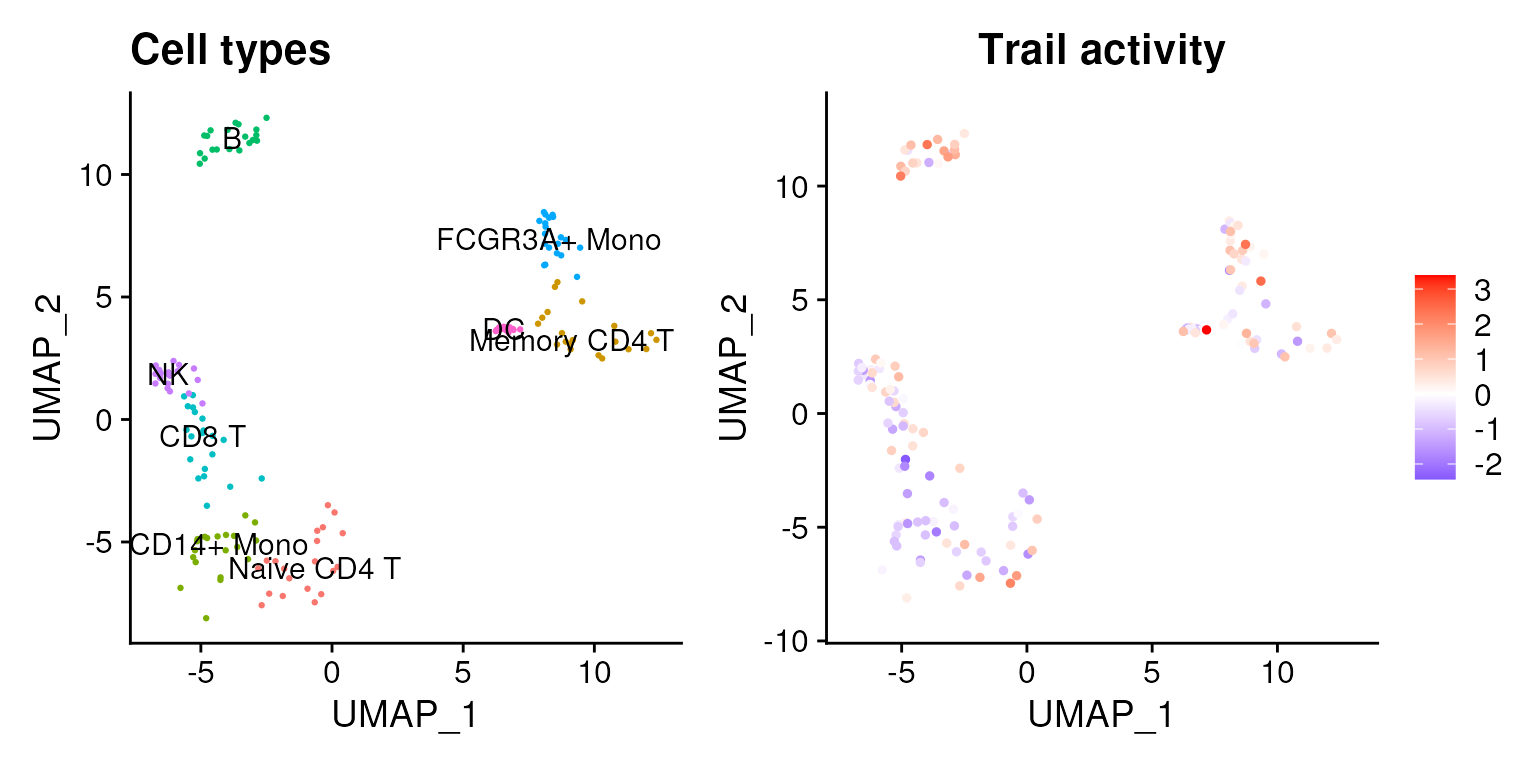 Cell types
B
FCGR3A+ Mono
DC
Memory CD4 T
NK
CD8 T
CD14+ Mono
Naive CD4 T
10
5
0
-5
UMAP_2
-5
0
5
10
UMAP_1
Trail activity
10
5
0
-5
-10
UMAP_2
-5
0
5
10
UMAP_1
3
2
1
0
-1
-2